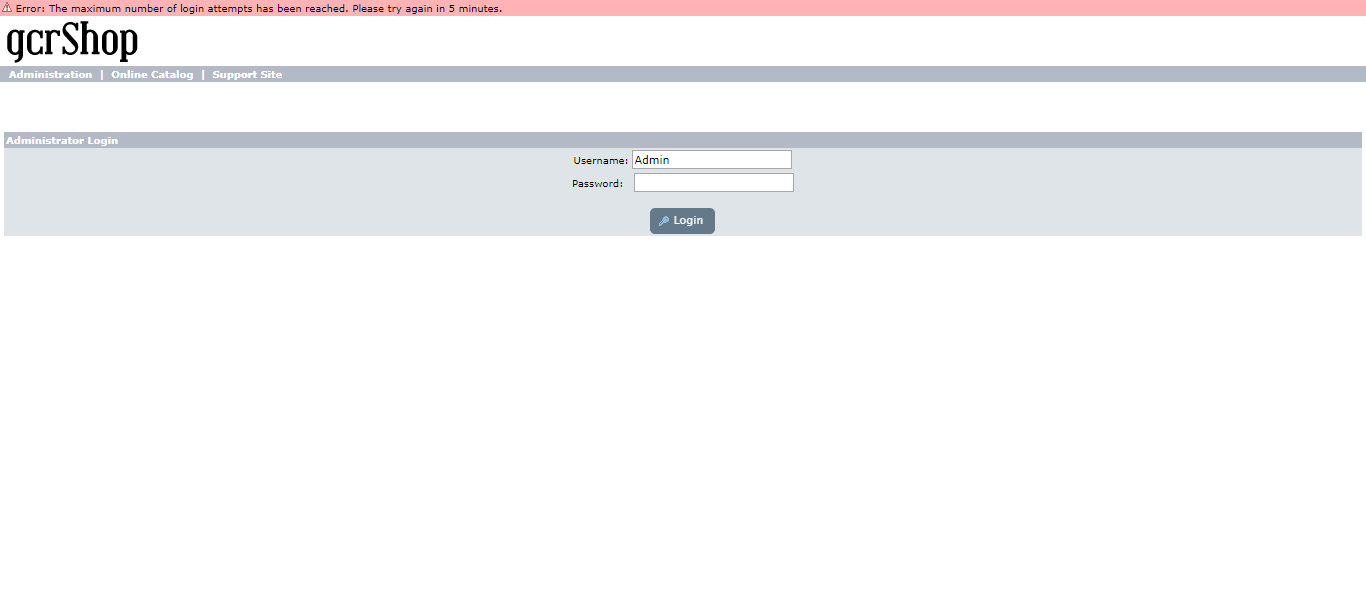 Error: The maximum number of login attempts has been reached. Please try again in 5 minutes.
gcrShop
Administration | Online Catalog | Support Site
Administrator Login
Username: Admin
Password:
Login